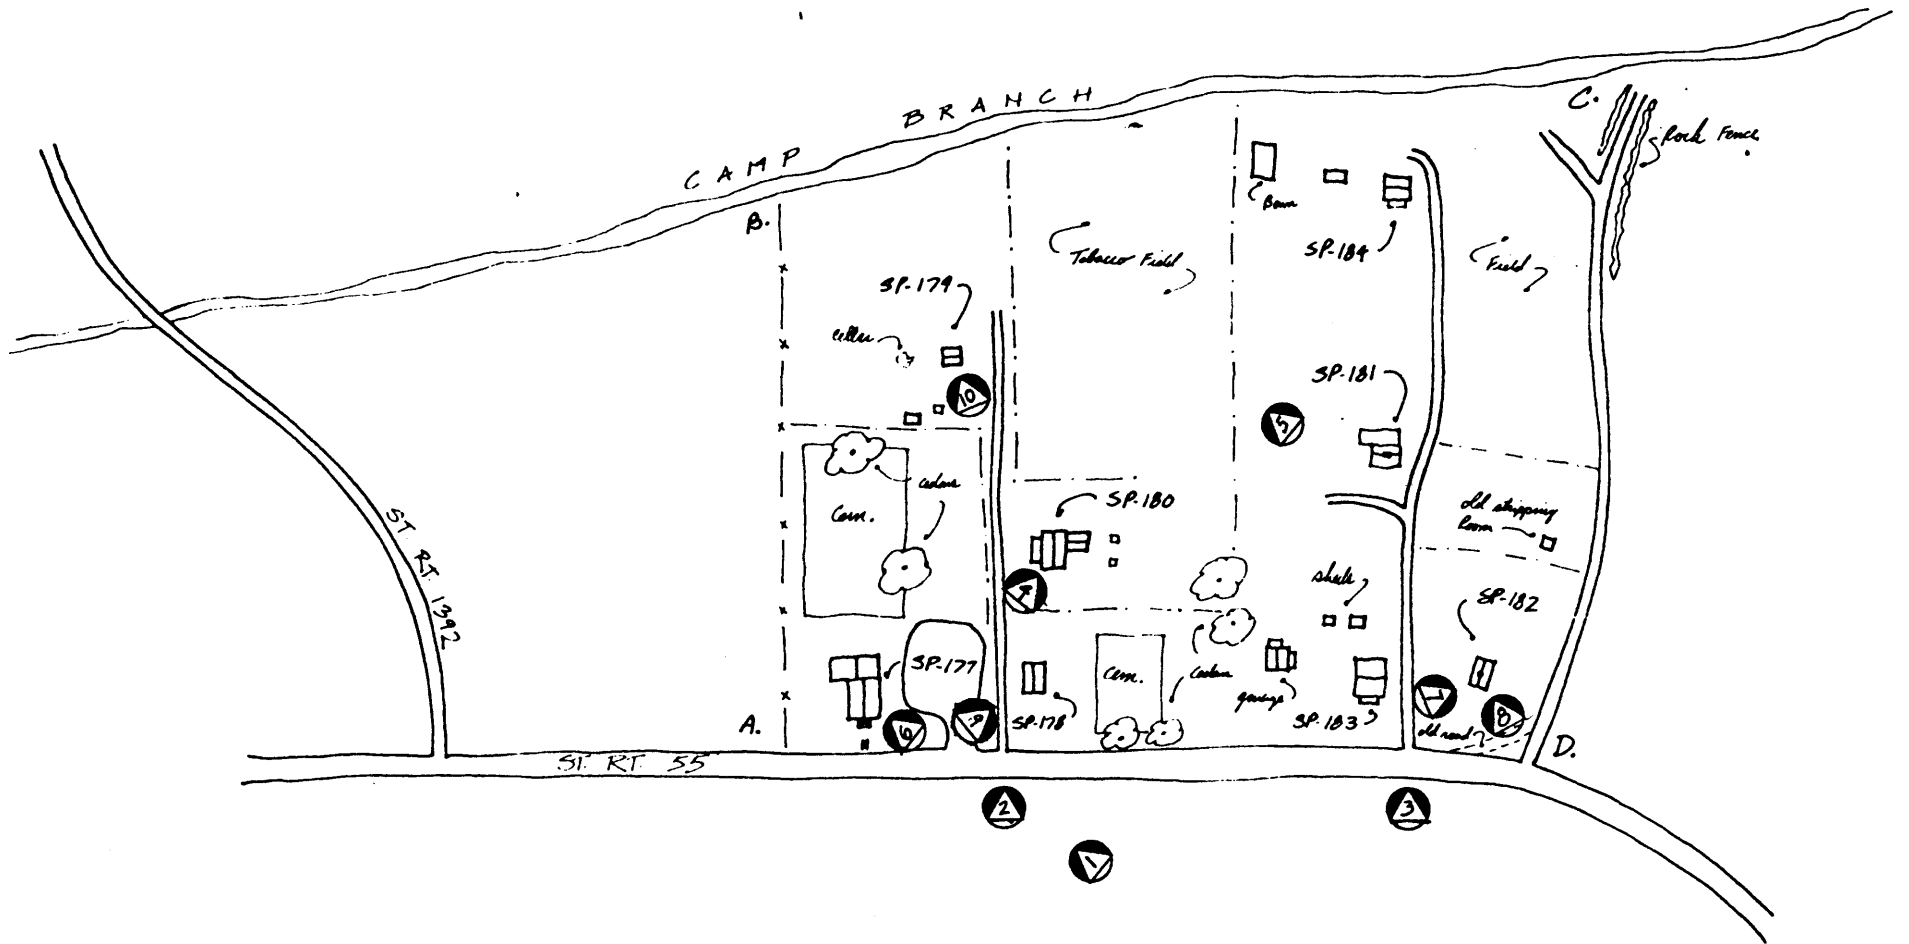 CAMP BRANCH
C.
Rock Fence
B.
Barn
SP-184
Tobacco Field
Field
SP-179
Cellar
SP-181
10
5
cedars
Cem.
SP-180
old stripping
Room
ST. RT. 1392
4
sheds
SP-182
SP-177
Cem.
Cedars
garage
7
A.
6
9
SP-178
SP-183
8
old road
D.
ST. RT. 55
2
3
1